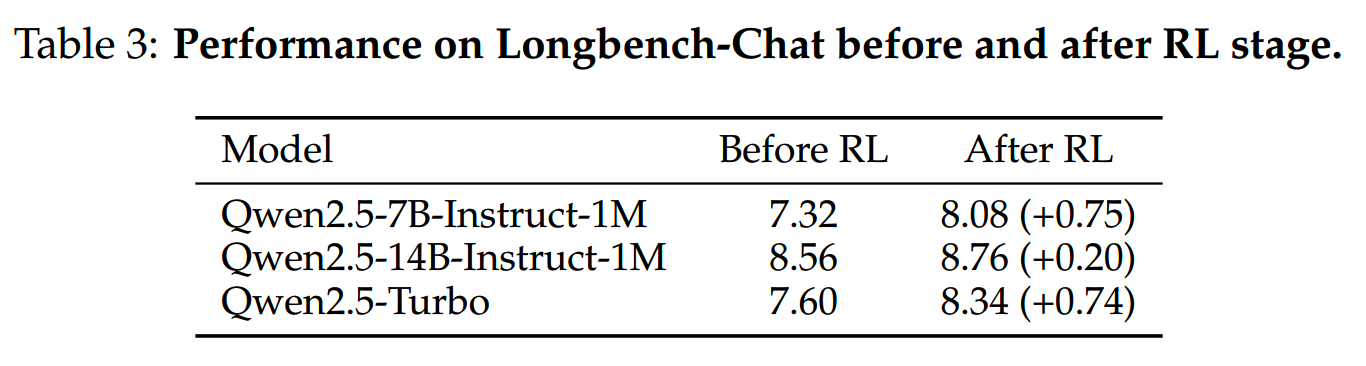 Table 3: Performance on Longbench-Chat before and after RL stage.
Model Before RL After RL
Qwen2.5-7B-Instruct-1M 7.32 8.08 (+0.75)
Qwen2.5-14B-Instruct-1M 8.56 8.76 (+0.20)
Qwen2.5-Turbo 7.60 8.34 (+0.74)